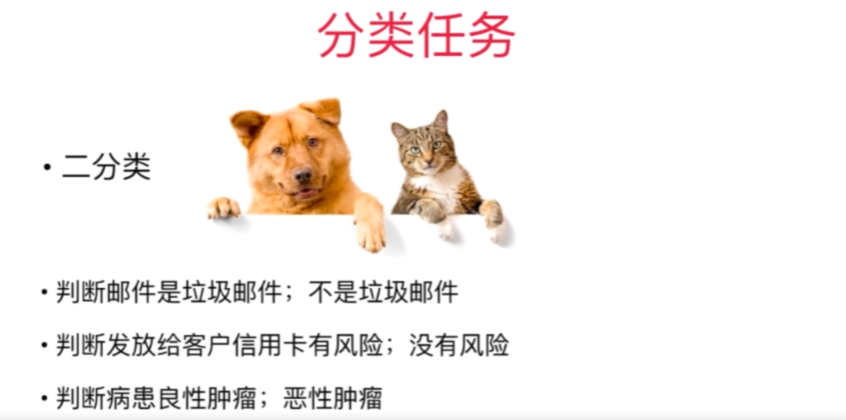 分类任务
• 二分类
• 判断邮件是垃圾邮件；不是垃圾邮件
• 判断发放给客户信用卡有风险；没有风险
• 判断病患良性肿瘤；恶性肿瘤